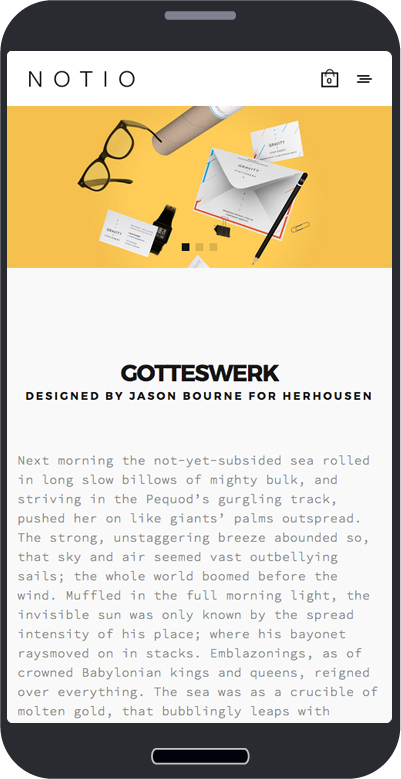 NOTIO
0
GRAVITY
STATIONERY
GRAVITY
STATIONERY
GRAVITY
GOTTESWERK
DESIGNED BY JASON BOURNE FOR HERHOUSEN
Next morning the not-yet-subsided sea rolled
in long slow billows of mighty bulk, and
striving in the Pequod’s gurgling track,
pushed her on like giants’ palms outspread.
The strong, unstaggering breeze abounded so,
that sky and air seemed vast outbellying
sails; the whole world boomed before the
wind. Muffled in the full morning light, the
invisible sun was only known by the spread
intensity of his place; where his bayonet
raysmoved on in stacks. Emblazonings, as of
crowned Babylonian kings and queens, reigned
over everything. The sea was as a crucible of
molten gold, that bubblingly leaps with